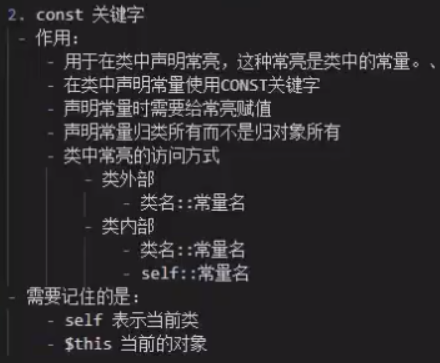 2. const 关键字
- 作用：
- 用于在类中声明常亮，这种常亮是类中的常量。、
- 在类中声明常量使用CONST关键字
- 声明常量时需要给常亮赋值
- 声明常量归类所有而不是归对象所有
- 类中常亮的访问方式
- 类外部
- 类名::常量名
- 类内部
- 类名::常量名
- self::常量名
- 需要记住的是：
- self 表示当前类
- $this 当前的对象